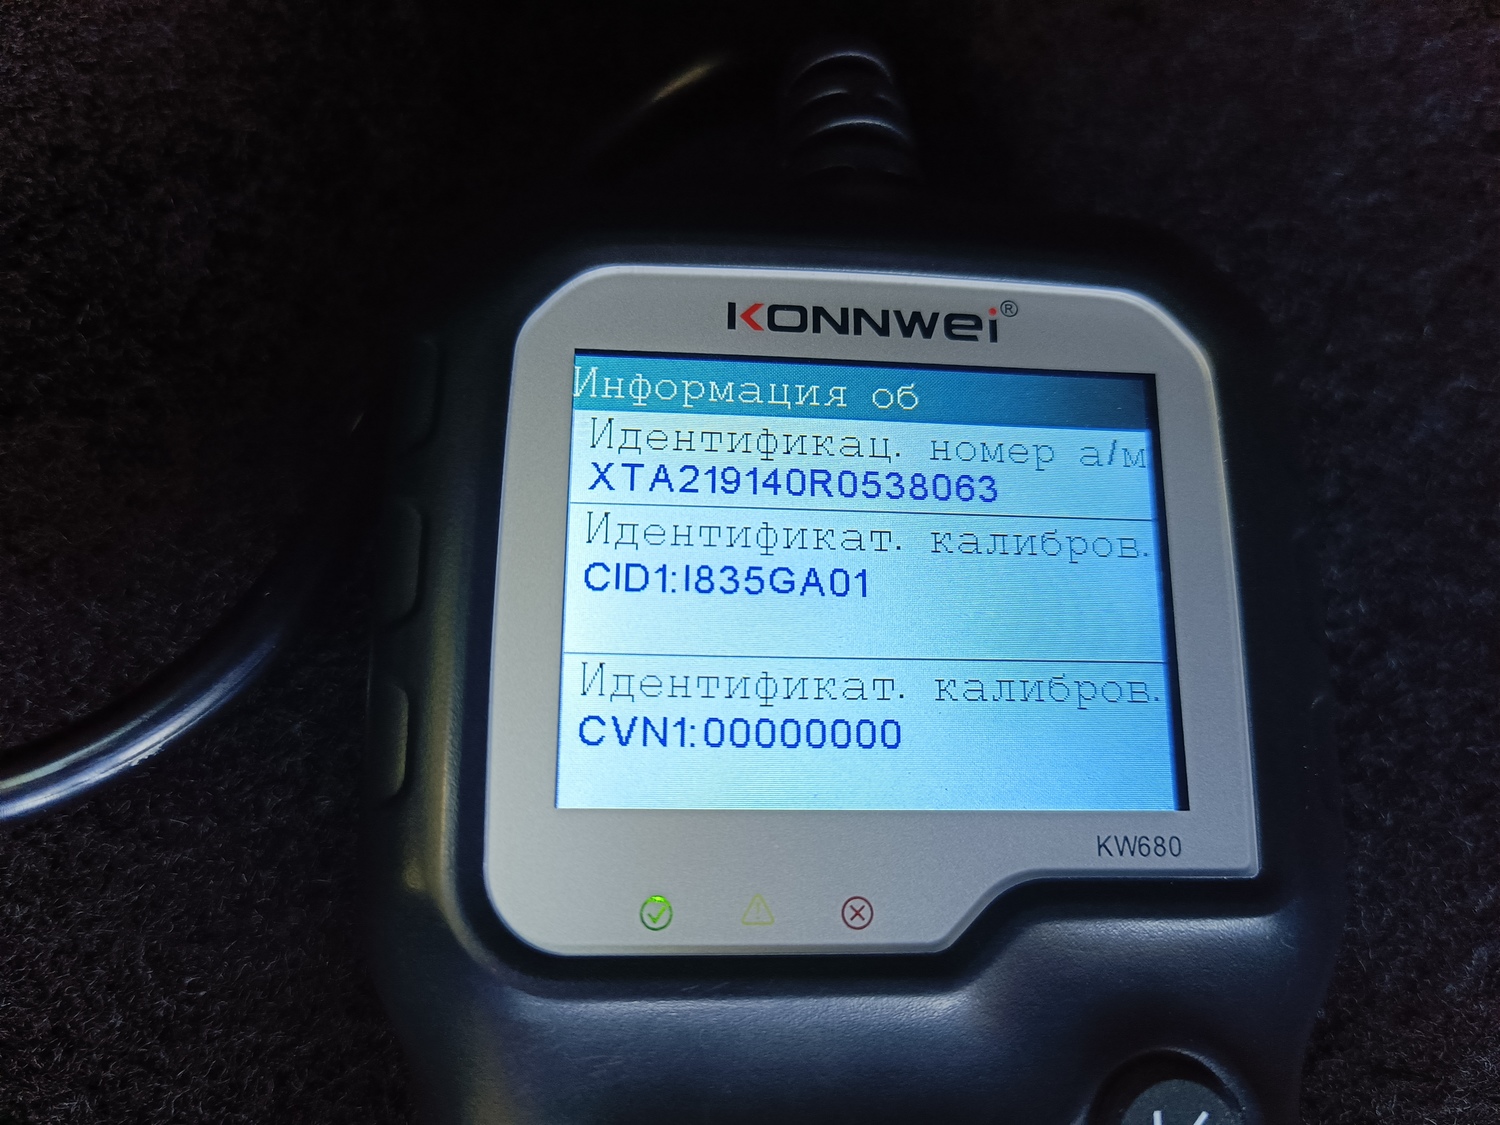 KONNWei®
Информация об
Идентификац. номер а/м
XTA219140R0538063
Идентификат. калибров.
CID1:I835GA01
Идентификат. калибров.
CVN1:00000000
KW680